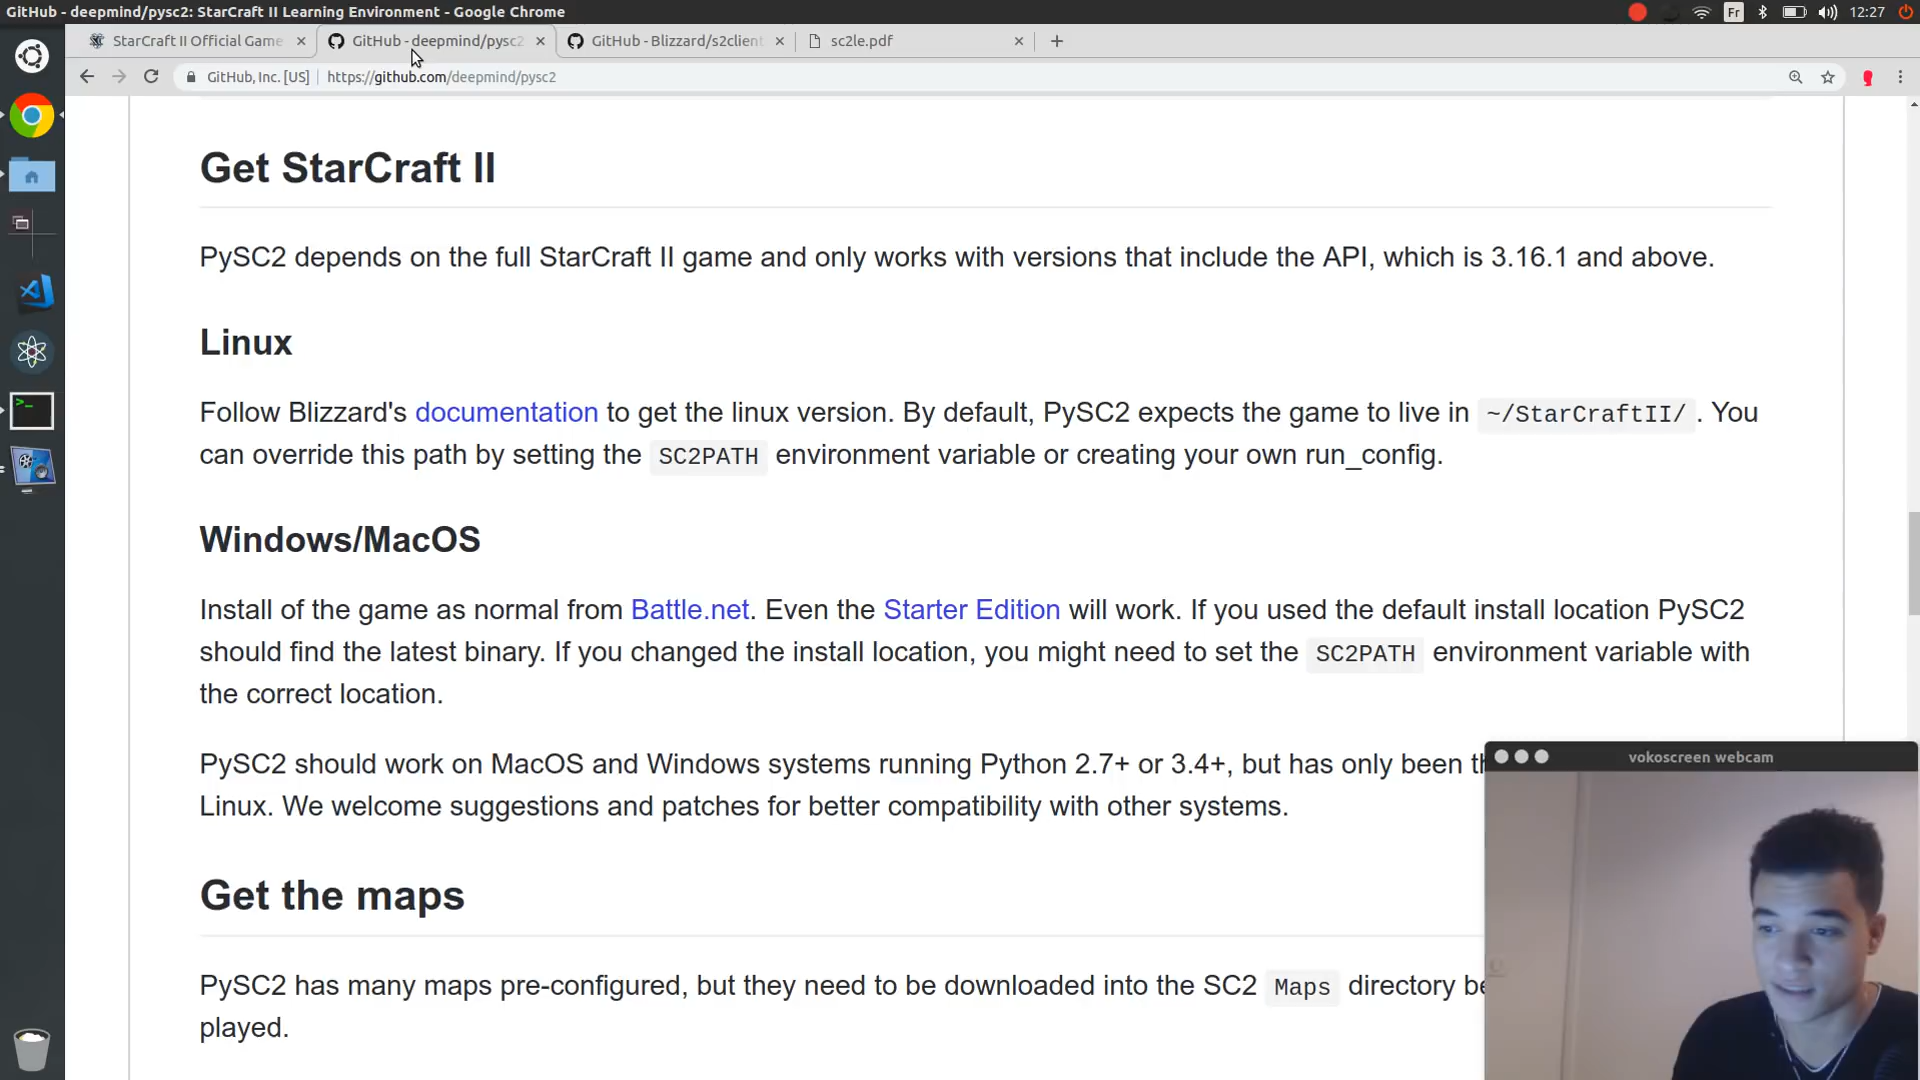 GitHub - deepmind/pysc2: StarCraft II Learning Environment - Google Chrome
Fr
12:27
StarCraft II Official Game
GitHub - deepmind/pysc2
GitHub - Blizzard/s2client
sc2le.pdf
GitHub, Inc. [US]
https://github.com/deepmind/pysc2
Get StarCraft II
PySC2 depends on the full StarCraft II game and only works with versions that include the API, which is 3.16.1 and above.
Linux
Follow Blizzard's documentation to get the linux version. By default, PySC2 expects the game to live in ~/StarCraftII/ . You
can override this path by setting the SC2PATH environment variable or creating your own run_config.
Windows/MacOS
Install of the game as normal from Battle.net. Even the Starter Edition will work. If you used the default install location PySC2
should find the latest binary. If you changed the install location, you might need to set the SC2PATH environment variable with
the correct location.
PySC2 should work on MacOS and Windows systems running Python 2.7+ or 3.4+, but has only been
Linux. We welcome suggestions and patches for better compatibility with other systems.
Get the maps
PySC2 has many maps pre-configured, but they need to be downloaded into the SC2 Maps directory
played.
vokoscreen webcam